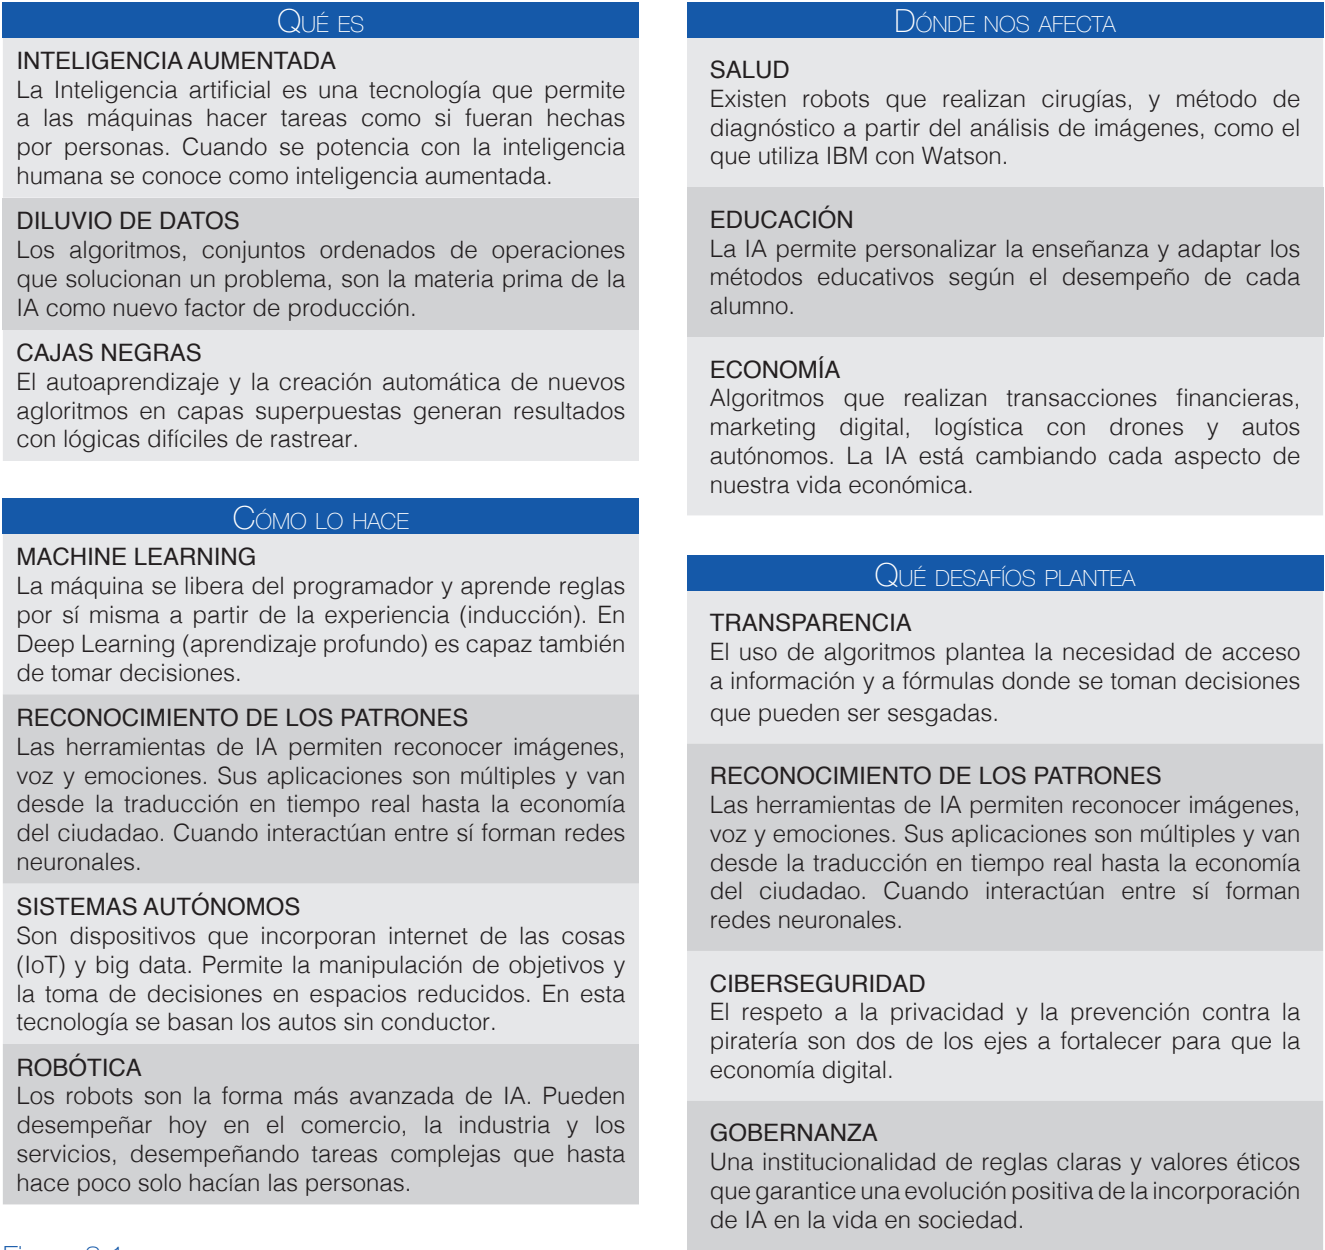 QUÉ ES
INTELIGENCIA AUMENTADA
La Inteligencia artificial es una tecnología que permite
a las máquinas hacer tareas como si fueran hechas
por personas. Cuando se potencia con la inteligencia
humana se conoce como inteligencia aumentada.
DILUVIO DE DATOS
Los algoritmos, conjuntos ordenados de operaciones
que solucionan un problema, son la materia prima de la
IA como nuevo factor de producción.
CAJAS NEGRAS
El autoaprendizaje y la creación automática de nuevos
agloritmos en capas superpuestas generan resultados
con lógicas difíciles de rastrear.
CÓMO LO HACE
MACHINE LEARNING
La máquina se libera del programador y aprende reglas
por sí misma a partir de la experiencia (inducción). En
Deep Learning (aprendizaje profundo) es capaz también
de tomar decisiones.
RECONOCIMIENTO DE LOS PATRONES
Las herramientas de IA permiten reconocer imágenes,
voz y emociones. Sus aplicaciones son múltiples y van
desde la traducción en tiempo real hasta la economía
del ciudadao. Cuando interactúan entre sí forman redes
neuronales.
SISTEMAS AUTÓNOMOS
Son dispositivos que incorporan internet de las cosas
(IoT) y big data. Permite la manipulación de objetivos y
la toma de decisiones en espacios reducidos. En esta
tecnología se basan los autos sin conductor.
ROBÓTICA
Los robots son la forma más avanzada de IA. Pueden
desempeñar hoy en el comercio, la industria y los
servicios, desempeñando tareas complejas que hasta
hace poco solo hacían las personas.
DÓNDE NOS AFECTA
SALUD
Existen robots que realizan cirugías, y método de
diagnóstico a partir del análisis de imágenes, como el
que utiliza IBM con Watson.
EDUCACIÓN
La IA permite personalizar la enseñanza y adaptar los
métodos educativos según el desempeño de cada
alumno.
ECONOMÍA
Algoritmos que realizan transacciones financieras,
marketing digital, logística con drones y autos
autónomos. La IA está cambiando cada aspecto de
nuestra vida económica.
QUÉ DESAFÍOS PLANTEA
TRANSPARENCIA
El uso de algoritmos plantea la necesidad de acceso
a información y a fórmulas donde se toman decisiones
que pueden ser sesgadas.
RECONOCIMIENTO DE LOS PATRONES
Las herramientas de IA permiten reconocer imágenes,
voz y emociones. Sus aplicaciones son múltiples y van
desde la traducción en tiempo real hasta la economía
del ciudadao. Cuando interactúan entre sí forman
redes neuronales.
CIBERSEGURIDAD
El respeto a la privacidad y la prevención contra la
piratería son dos de los ejes a fortalecer para que la
economía digital.
GOBERNANZA
Una institucionalidad de reglas claras y valores éticos
que garantice una evolución positiva de la incorporación
de IA en la vida en sociedad.